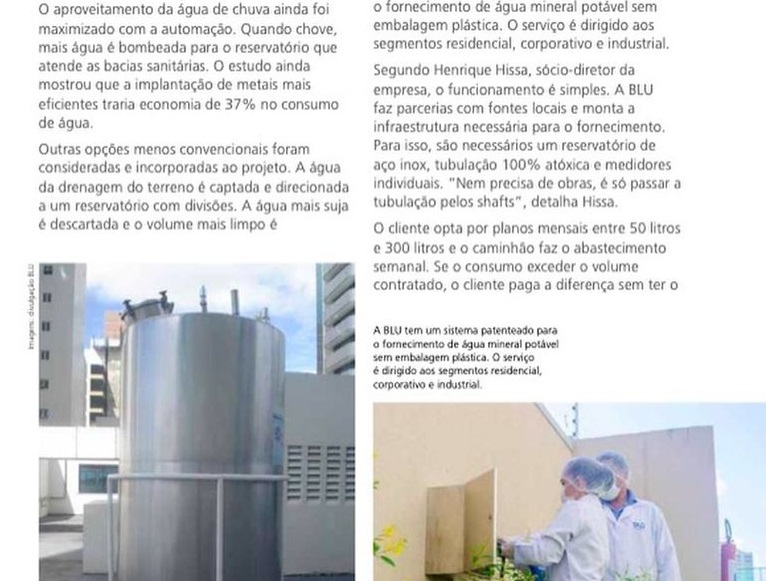 O aproveitamento da água de chuva ainda foi
maximizado com a automação. Quando chove,
mais água é bombeada para o reservatório que
atende as bacias sanitárias. O estudo ainda
mostrou que a implantação de metais mais
eficientes traria economia de 37% no consumo
de água.
Outras opções menos convencionais foram
consideradas e incorporadas ao projeto. A água
da drenagem do terreno é captada e direcionada
a um reservatório com divisões. A água mais suja
é descartada e o volume mais limpo é
Imagens: divulgação BLU
o fornecimento de água mineral potável sem
embalagem plástica. O serviço é dirigido aos
segmentos residencial, corporativo e industrial.
Segundo Henrique Hissa, sócio-diretor da
empresa, o funcionamento é simples. A BLU
faz parcerias com fontes locais e monta a
infraestrutura necessária para o fornecimento.
Para isso, são necessários um reservatório de
aço inox, tubulação 100% atóxica e medidores
individuais. “Nem precisa de obras, é só passar a
tubulação pelos shafts”, detalha Hissa.
O cliente opta por planos mensais entre 50 litros
e 300 litros e o caminhão faz o abastecimento
semanal. Se o consumo exceder o volume
contratado, o cliente paga a diferença sem ter o
A BLU tem um sistema patenteado para
o fornecimento de água mineral potável
sem embalagem plástica. O serviço
é dirigido aos segmentos residencial,
corporativo e industrial.
BLU